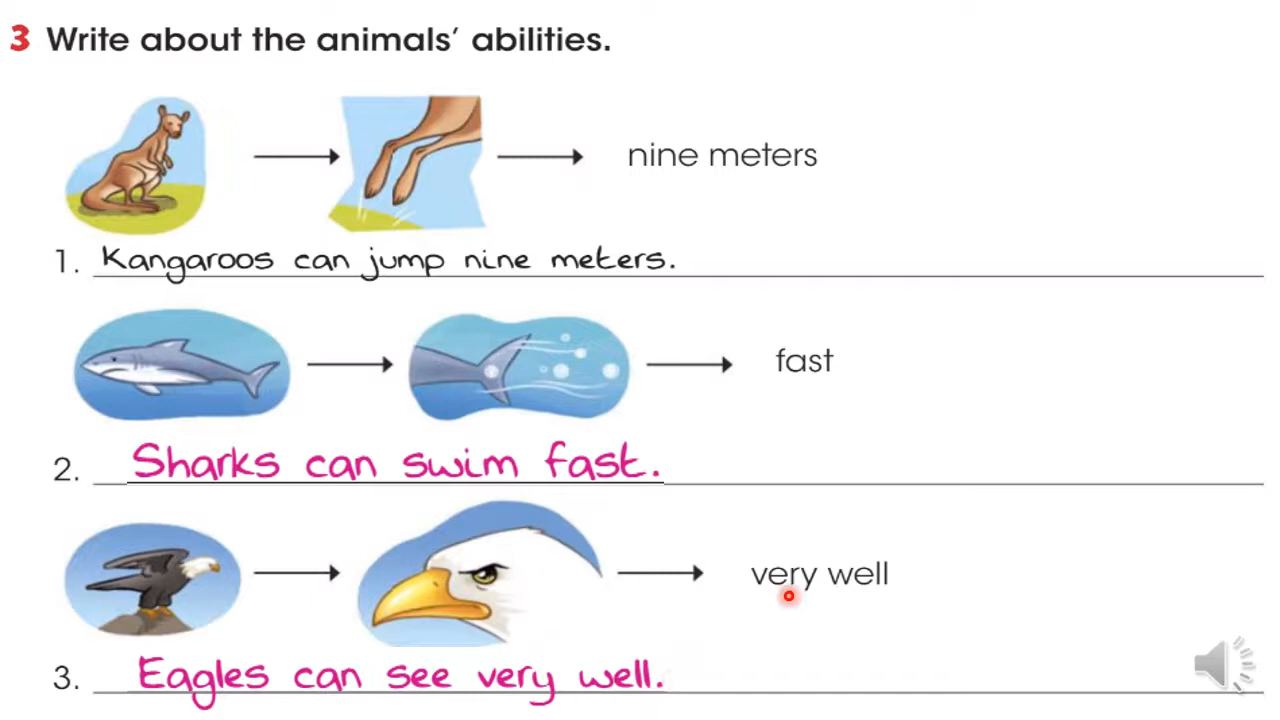 3 Write about the animals' abilities.
nine meters
1. Kangaroos can jump nine meters.
fast
2. Sharks can swim fast.
very well
3. Eagles can see very well.